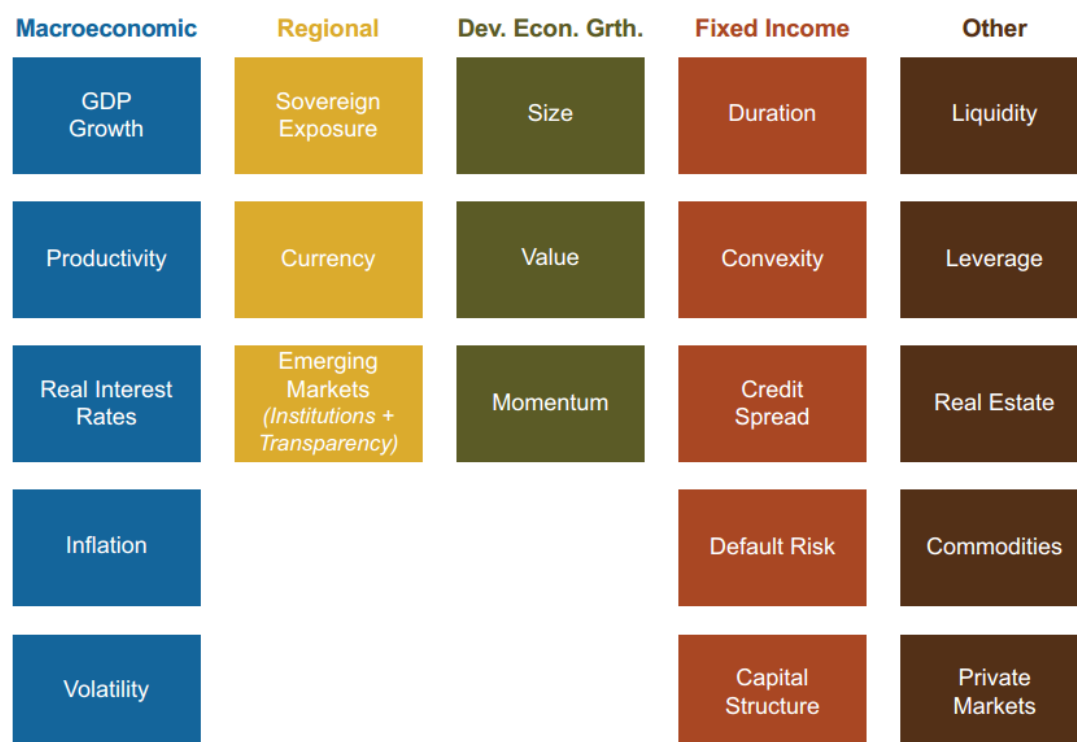 Macroeconomic
GDP
Growth
Productivity
Real Interest
Rates
Inflation
Volatility
Regional
Sovereign
Exposure
Currency
Emerging
Markets
(Institutions +
Transparency)
Dev. Econ. Grth.
Size
Value
Momentum
Fixed Income
Duration
Convexity
Credit
Spread
Default Risk
Capital
Structure
Other
Liquidity
Leverage
Real Estate
Commodities
Private
Markets